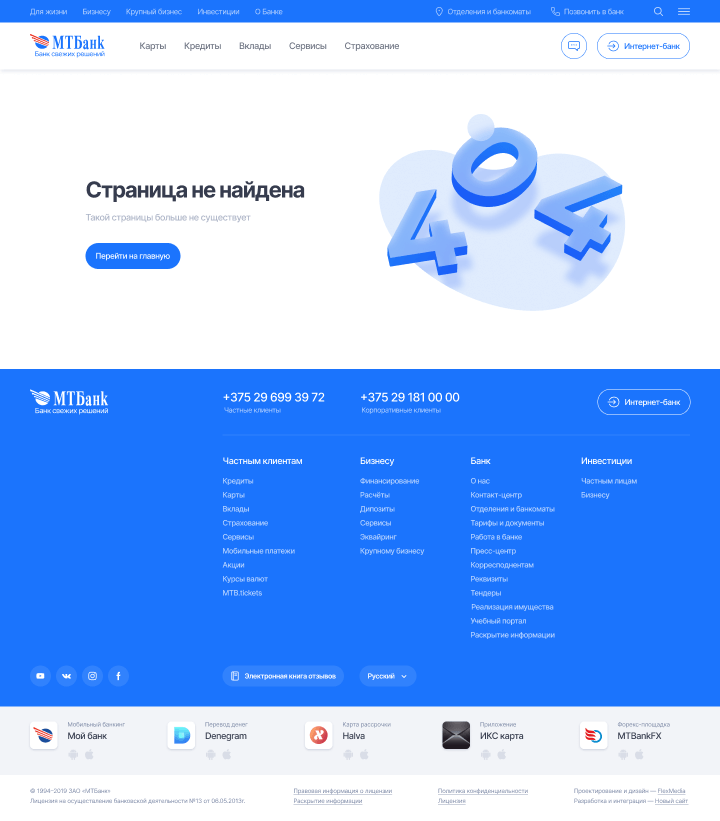 Для жизни Бизнесу Крупный бизнес Инвестиции О Банке Отделения и банкоматы Позвонить в банк
МТБанк
Банк свежих решений
Карты Кредиты Вклады Сервисы Страхование Интернет-банк
404
Страница не найдена
Такой страницы больше не существует
Перейти на главную
МТБанк
Банк свежих решений
+375 29 699 39 72 +375 29 181 00 00 Интернет-банк
Частные клиенты Корпоративные клиенты
Частным клиентам
Кредиты
Карты
Вклады
Страхование
Сервисы
Мобильные платежи
Акции
Курсы валют
MTB.tickets
Бизнесу
Финансирование
Расчёты
Дипозиты
Сервисы
Экваиринг
Крупному бизнесу
Банк
О нас
Контакт-центр
Отделения и банкоматы
Тарифы и документы
Работа в банке
Пресс-центр
Корреспондентам
Реквизиты
Тендеры
Реализация имущества
Учебный портал
Раскрытие информации
Инвестиции
Частным лицам
Бизнесу
Электронная книга отзывов Русский
Мобильный банкинг
Мой банк
Перевод денег
Denegram
Карта рассрочки
Halva
Приложение
ИКС карта
Форекс-площадка
MTBankFX
© 1994–2019 ЗАО «МТБанк»
Лицензия на осуществление банковской деятельности №13 от 06.05.2013г.
Правовая информация о лицензии
Раскрытие информации
Политика конфиденциальности
Лицензия
Проектирование и дизайн — FlexMedia
Разработка и интеграция — Новый сайт